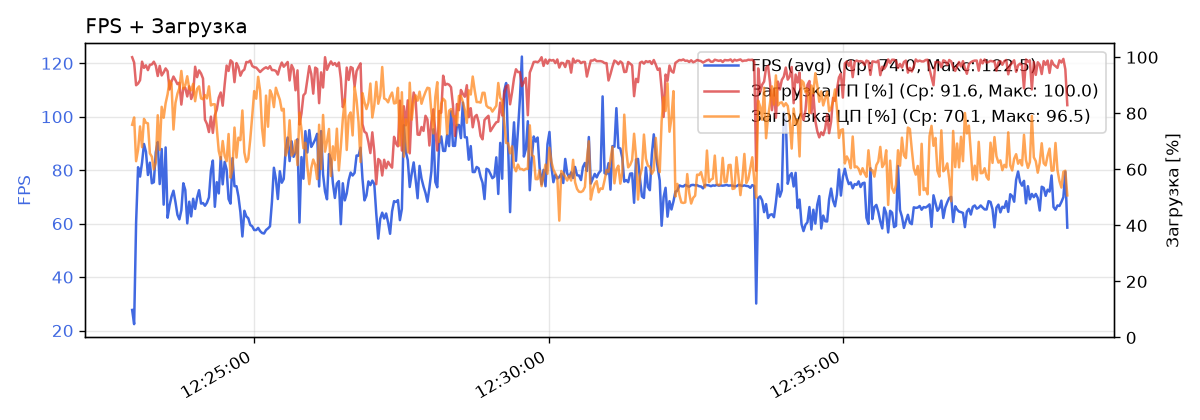 FPS + Загрузка
FPS
120
100
80
60
40
20
FPS (avg) (Ср: 74.0, Макс: 122.5)
Загрузка ГП [%] (Ср: 91.6, Макс: 100.0)
Загрузка ЦП [%] (Ср: 70.1, Макс: 96.5)
100
80
60
40
20
0
Загрузка [%]
12:25:00
12:30:00
12:35:00